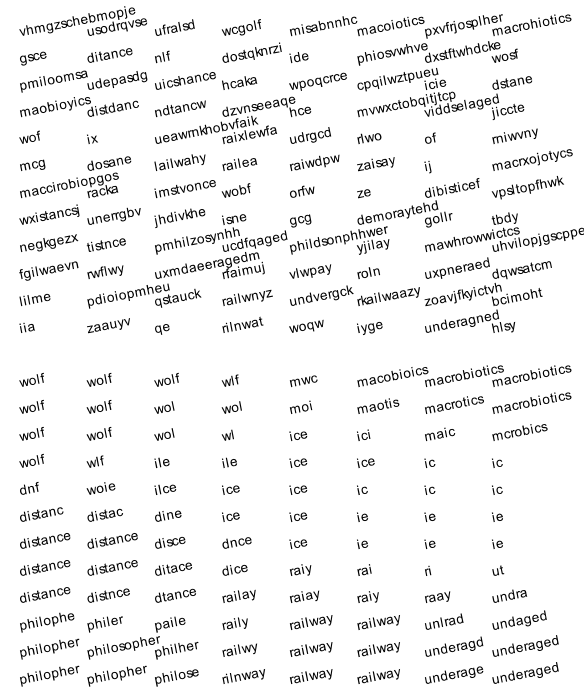 vhmgzschebmopje usodrqvse ufralsd wcgolf misabnnhc macoiotics pxvfrjosplher macrohiotics
gsce ditance nlf dostqknrzi ide phiosvwhve dxstftwhdcke wosf
pmiloomsa udepasdg uicshance hcaka wpoqcrce cpqilwztpueu icie dstane
maobioyics distdanc ndtancw dzvnseeaqe hce mvwxctobqitjtcp viddselaged jiccte
wof ix ueawmkhobvfaik raixlewfa udrgcd rlwo of miwvny
mcg dosane lailwahy railea raiwdpw zaisay ij macrxojotycs
maccirobiopgos racka imstvonce wobf orfw ze dibisticef vpsltopfhwk
wxistancsj unerrgbv jhdivkhe isne gcg demoraytehd gollr tbdy
negkgezx tistnce pmhilzosynhh ucdfqaged phildsonphhwer yjilay mawhrowwictcs uhvilopjgscppe
fgilwaevn rwflwy uxmdaeeragedm rfaimuj vlwpay roln uxpneraed dqwsatcm
lilme pdioiopmheu qstauck railwnyz undvergck rkailwaazy zoavjfkyictvh bcimoht
iia zaauyv qe rilnwat woqw iyge underagned hlsy
wolf wolf wolf wlf mwc macobioics macrobiotics macrobiotics
wolf wolf wol wol moi maotis macrotics macrobiotics
wolf wolf wol wl ice ici maic mcrobics
wolf wlf ile ile ice ice ic ic
dnf woie ilce ice ice ic ic ic
distanc distac dine ice ice ie ie ie
distance distance disce dnce ice ie ie ie
distance distance ditace dice raiy rai ri ut
distance distnce dtance railay raiay raiy raay undra
philophe philer paile raily railway railway unlrad undaged
philopher philosopher philher railwy railway railway underagd underaged
philopher philopher philose rilnway railway railway underage underaged